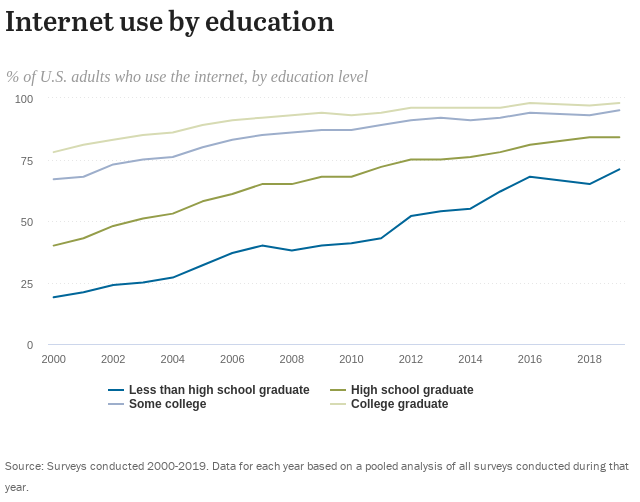 Internet use by education
% of U.S. adults who use the internet, by education level
100
75
50
25
0
2000 2002 2004 2006 2008 2010 2012 2014 2016 2018
Less than high school graduate High school graduate
Some college College graduate
Source: Surveys conducted 2000-2019. Data for each year based on a pooled analysis of all surveys conducted during that
year.